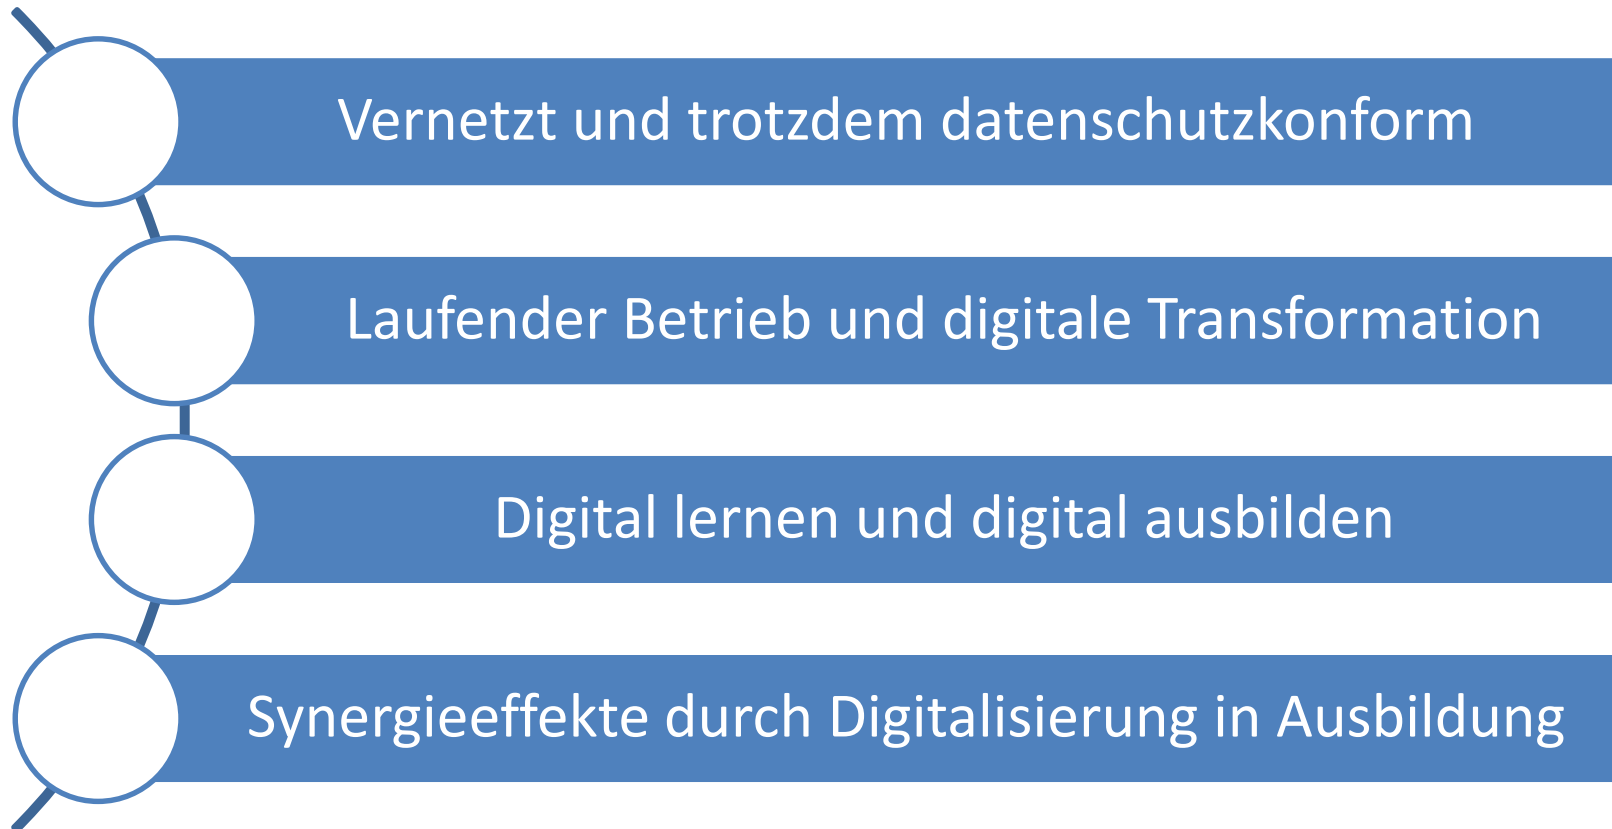 Vernetzt und trotzdem datenschutzkonform
Laufender Betrieb und digitale Transformation
Digital lernen und digital ausbilden
Synergieeffekte durch Digitalisierung in Ausbildung